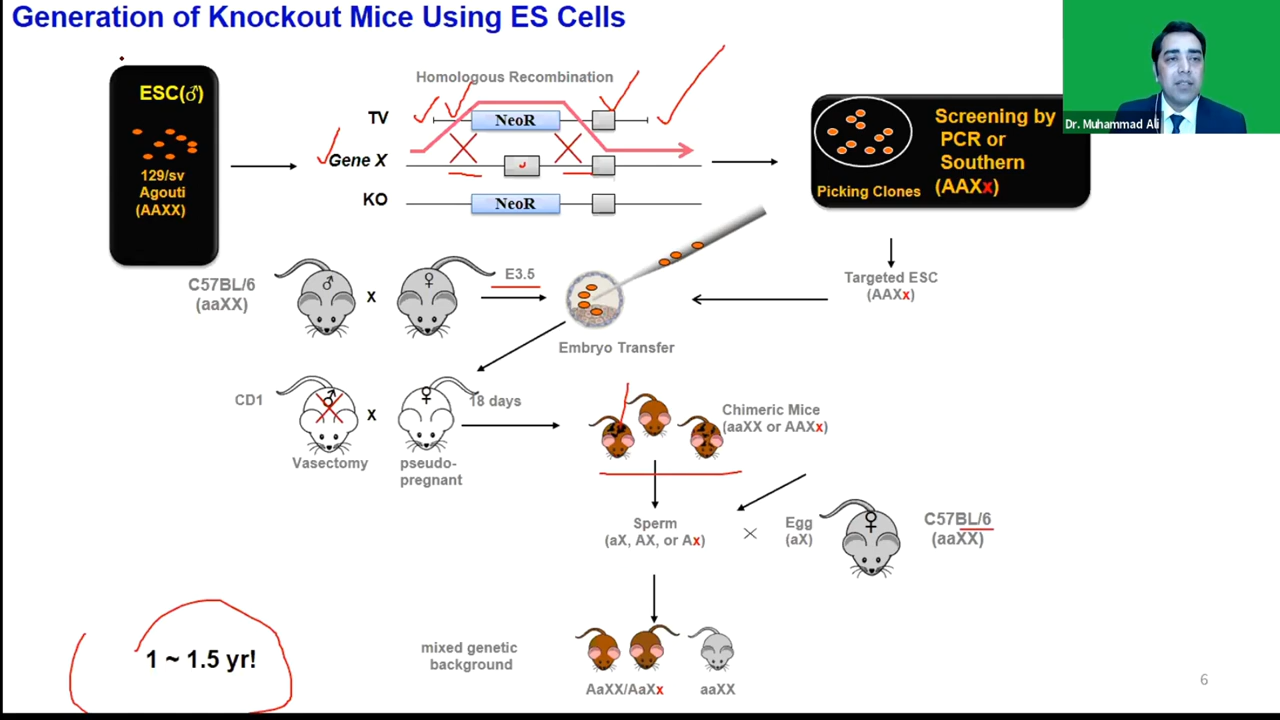 Generation of Knockout Mice Using ES Cells
Dr. Muhammad Ali
ESC(♂)
129/sv
Agouti
(AAXX)
Homologous Recombination
TV
NeoR
Gene X
KO
NeoR
Screening by
PCR or
Southern
(AAXx)
Picking Clones
Targeted ESC
(AAXx)
C57BL/6
(aaXX)
♂
X
♀
E3.5
Embryo Transfer
CD1
♂
X
♀
18 days
Vasectomy
pseudo-
pregnant
Chimeric Mice
(aaXX or AAXx)
Sperm
(aX, AX, or Ax)
Egg
(aX)
♀
C57BL/6
(aaXX)
mixed genetic
background
AaXX/AaXx
aaXX
1 ~ 1.5 yr!
6